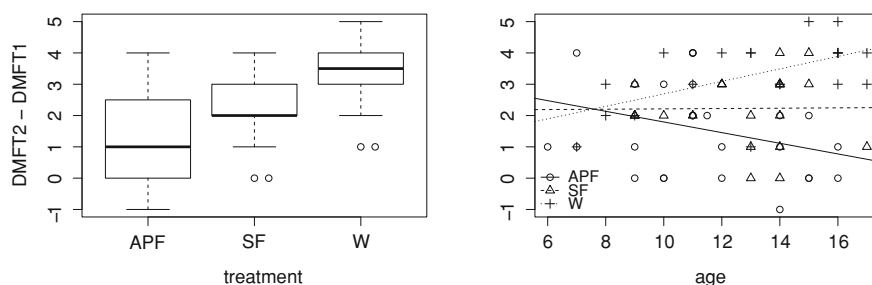 DMFT2 − DMFT1
5
4
3
2
1
0
−1
APF SF W
treatment
5
4
3
2
1
0
−1
APF
SF
W
6 8 10 12 14 16
age